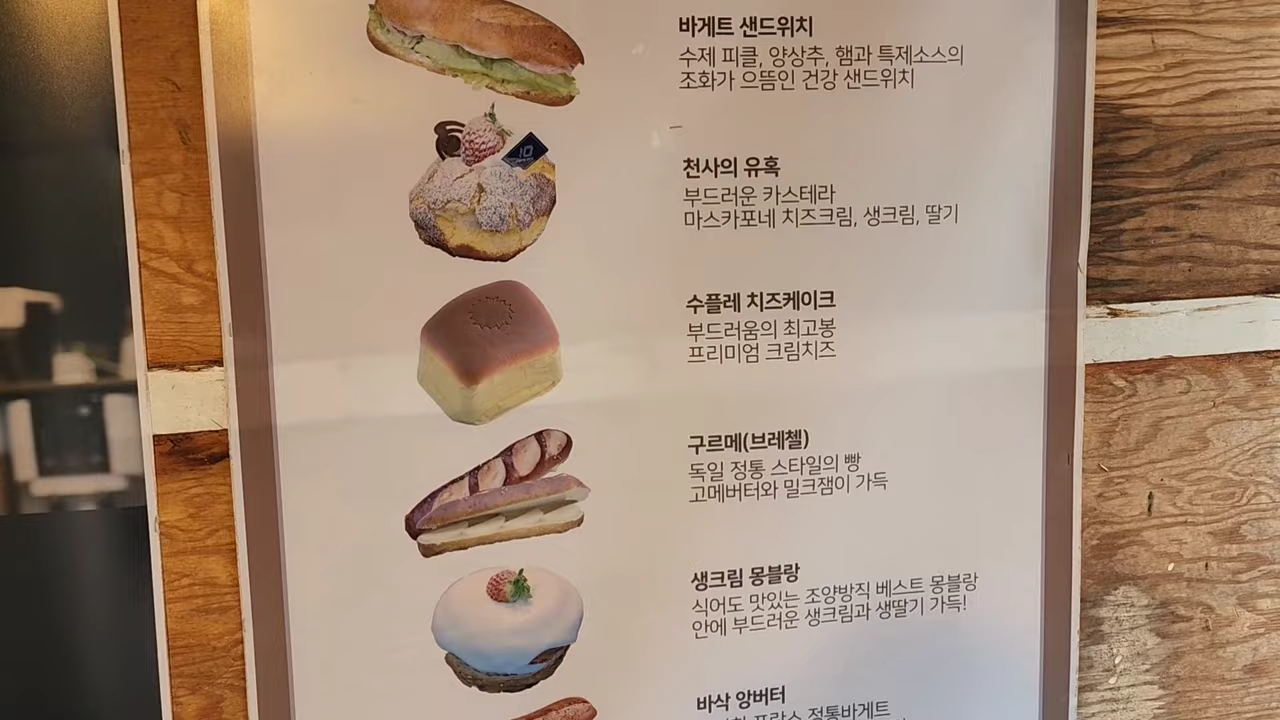 바게트 샌드위치
수제 피클, 양상추, 햄과 특제소스의
조화가 으뜸인 건강 샌드위치
천사의 유혹
부드러운 카스테라
마스카포네 치즈크림, 생크림, 딸기
수플레 치즈케이크
부드러움의 최고봉
프리미엄 크림치즈
구르메(브레첼)
독일 정통 스타일의 빵
고메버터와 밀크잼이 가득
생크림 몽블랑
식어도 맛있는 조양방직 베스트 몽블랑
안에 부드러운 생크림과 생딸기 가득!
바삭 앙버터
프랑스 정통바게트